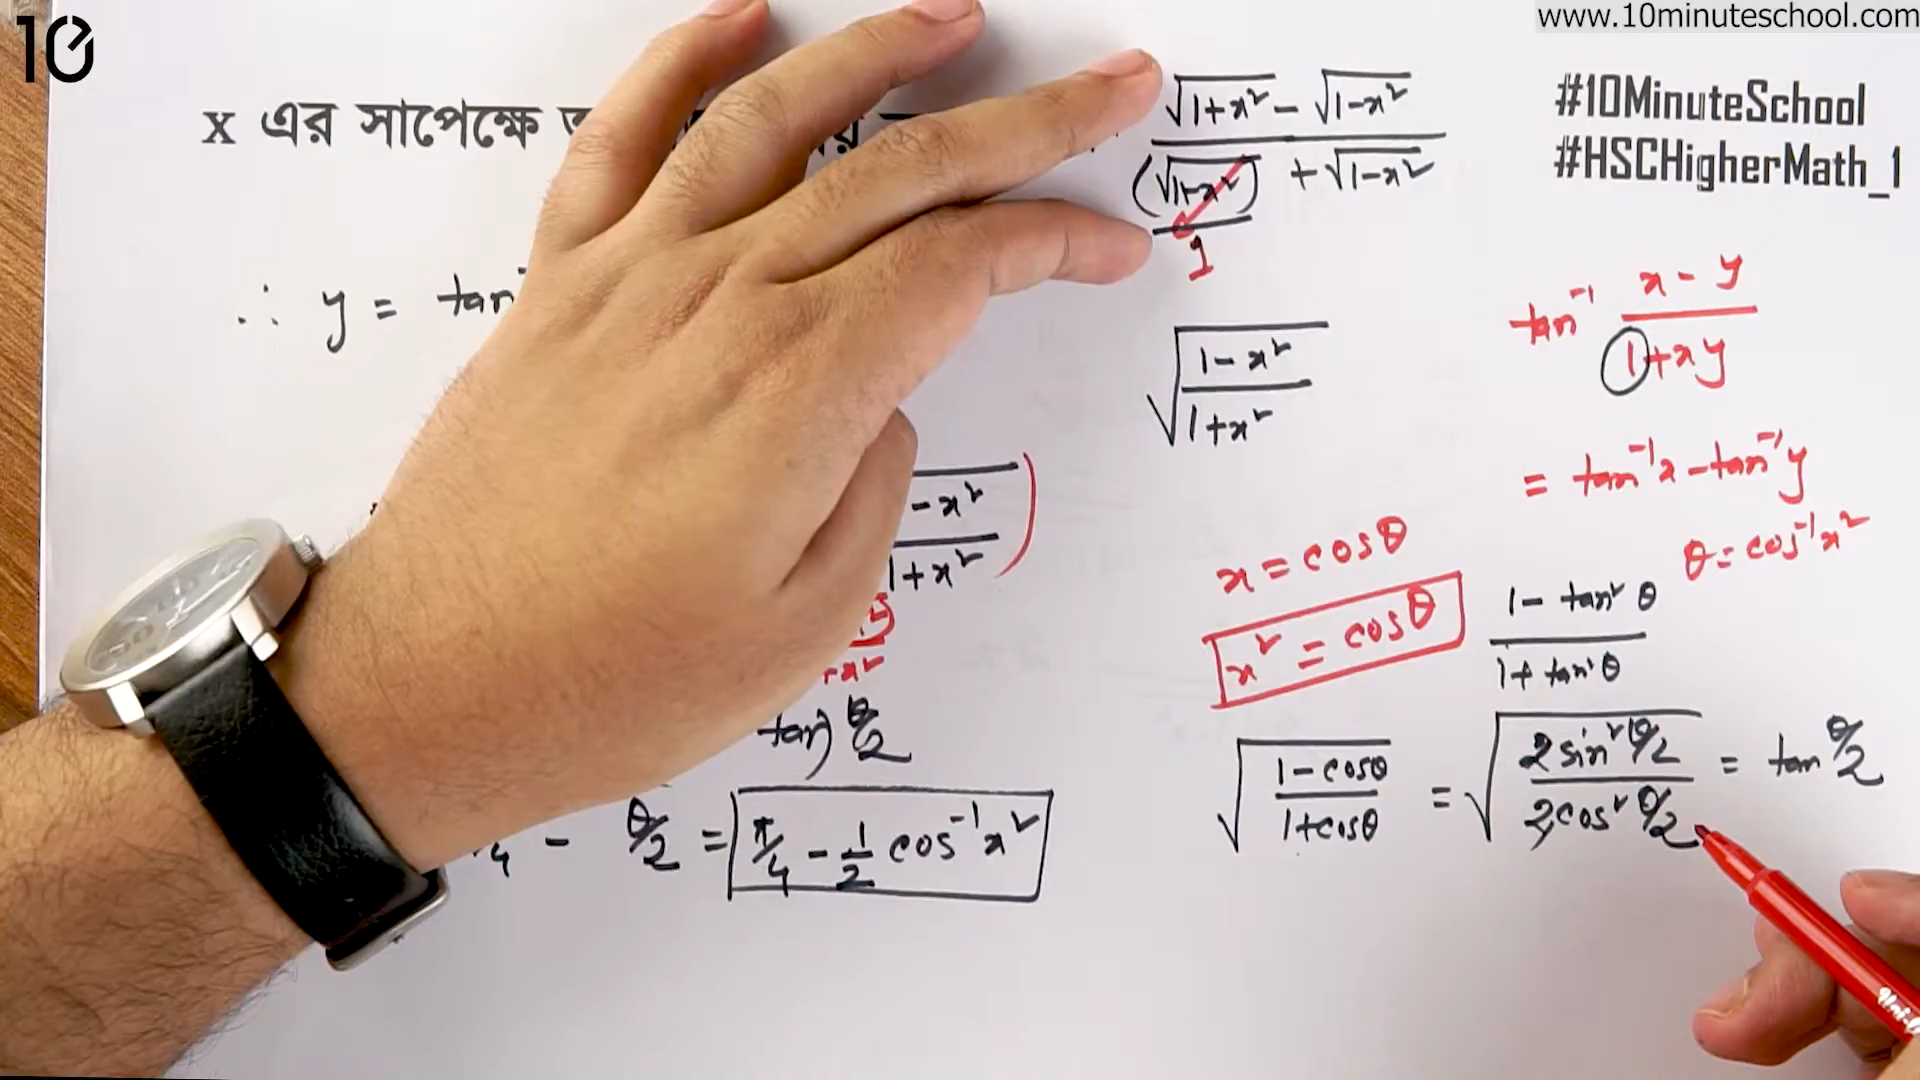 10
www.10minuteschool.com
#10MinuteSchool
#HSCHigherMath_1
x এর সাপেক্ষে
√1+x² - √1-x²
(√1+x²) + √1-x²
1
∴ y = tan
tan⁻¹ x - y
1+xy
√1-x²
1+x²
= tan⁻¹x - tan⁻¹y
- x²
1+x²
x = cosθ
θ = cos⁻¹x²
x² = cosθ
1 - tan²θ
1 + tan²θ
tan θ/2
√1-cosθ
1+cosθ
= √2sin²θ/2
2cos²θ/2
= tan θ/2
4 - θ/2 = π/4 - 1/2 cos⁻¹x²